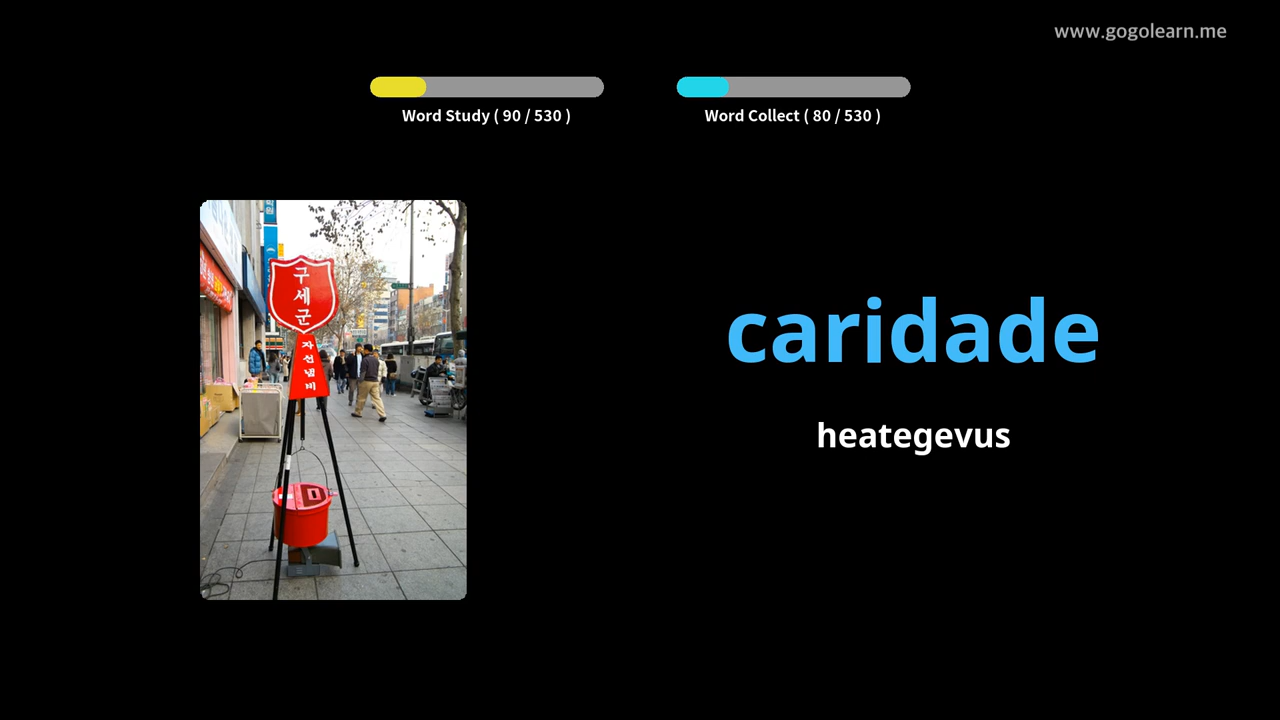 www.gogolearn.me
Word Study ( 90 / 530 )
Word Collect ( 80 / 530 )
구
세
군
자
선
냄
비
caridade
heategevus